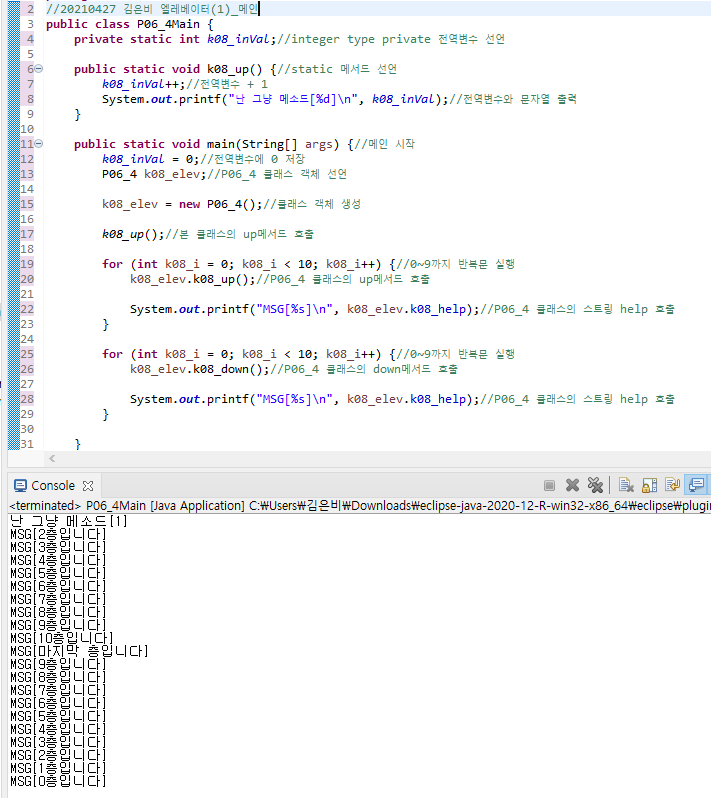 2 //20210427 김은비 엘레베이터(1)_메인
3 public class P06_4Main {
4 private static int k08_inVal;//integer type private 전역변수 선언
5
6 public static void k08_up() {//static 메서드 선언
7 k08_inVal++;//전역변수 + 1
8 System.out.printf("난 그냥 메소드[%d]\n", k08_inVal);//전역변수와 문자열 출력
9 }
10
11 public static void main(String[] args) {//메인 시작
12 k08_inVal = 0;//전역변수에 0 저장
13 P06_4 k08_elev;//P06_4 클래스 객체 선언
14
15 k08_elev = new P06_4();//클래스 객체 생성
16
17 k08_up();//본 클래스의 up메서드 호출
18
19 for (int k08_i = 0; k08_i < 10; k08_i++) {//0~9까지 반복문 실행
20 k08_elev.k08_up();//P06_4 클래스의 up메서드 호출
21
22 System.out.printf("MSG[%s]\n", k08_elev.k08_help);//P06_4 클래스의 스트링 help 호출
23 }
24
25 for (int k08_i = 0; k08_i < 10; k08_i++) {//0~9까지 반복문 실행
26 k08_elev.k08_down();//P06_4 클래스의 down메서드 호출
27
28 System.out.printf("MSG[%s]\n", k08_elev.k08_help);//P06_4 클래스의 스트링 help 호출
29 }
30
31 }
Console
<terminated> P06_4Main [Java Application] C:₩Users₩김은비₩Downloads₩eclipse-java-2020-12-R-win32-x86_64₩eclipse₩plugin
난 그냥 메소드[1]
MSG[2층입니다]
MSG[3층입니다]
MSG[4층입니다]
MSG[5층입니다]
MSG[6층입니다]
MSG[7층입니다]
MSG[8층입니다]
MSG[9층입니다]
MSG[10층입니다]
MSG[마지막 층입니다]
MSG[9층입니다]
MSG[8층입니다]
MSG[7층입니다]
MSG[6층입니다]
MSG[5층입니다]
MSG[4층입니다]
MSG[3층입니다]
MSG[2층입니다]
MSG[1층입니다]
MSG[0층입니다]